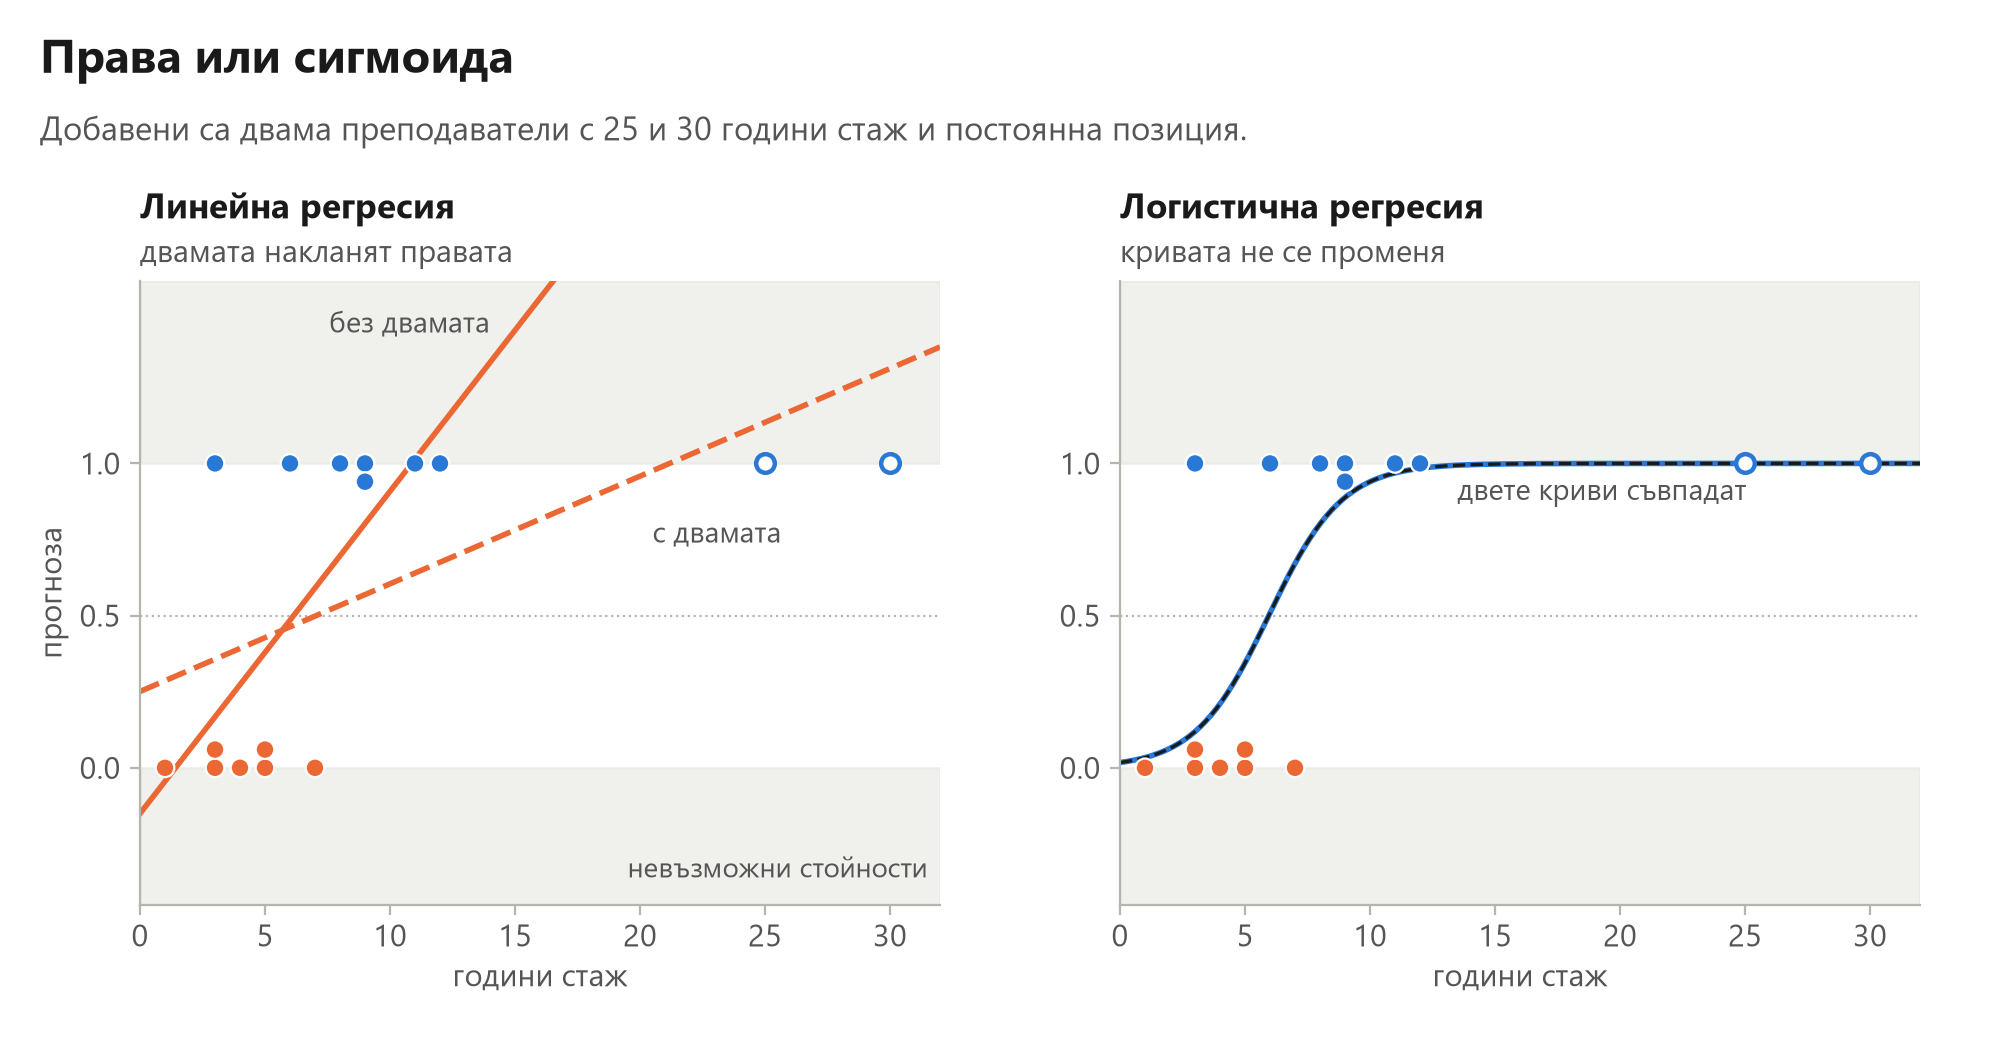 Права или сигмоида
Добавени са двама преподаватели с 25 и 30 години стаж и постоянна позиция.
Линейна регресия
двамата накланят правата
без двамата
с двамата
невъзможни стойности
прогноза
1.0
0.5
0.0
0 5 10 15 20 25 30
години стаж
Логистична регресия
кривата не се променя
двете криви съвпадат
1.0
0.5
0.0
0 5 10 15 20 25 30
години стаж